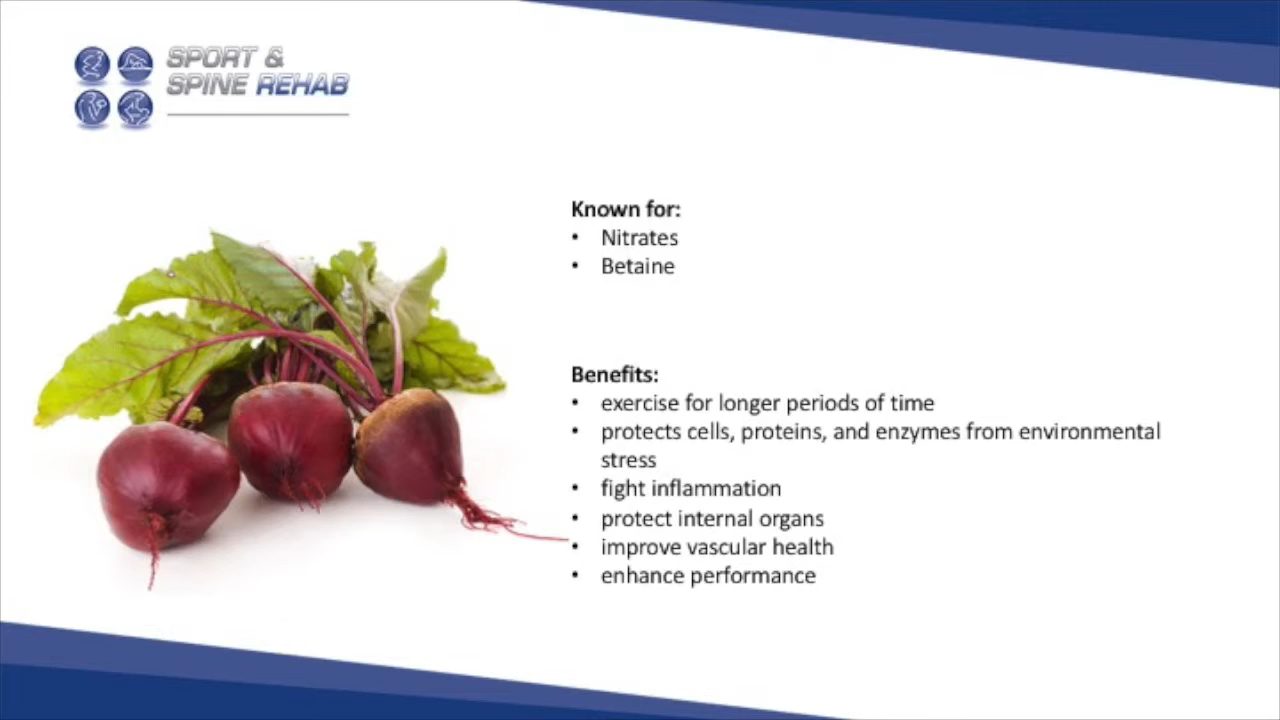 SPORT &
SPINE REHAB
Known for:
• Nitrates
• Betaine
Benefits:
• exercise for longer periods of time
• protects cells, proteins, and enzymes from environmental
stress
• fight inflammation
• protect internal organs
• improve vascular health
• enhance performance